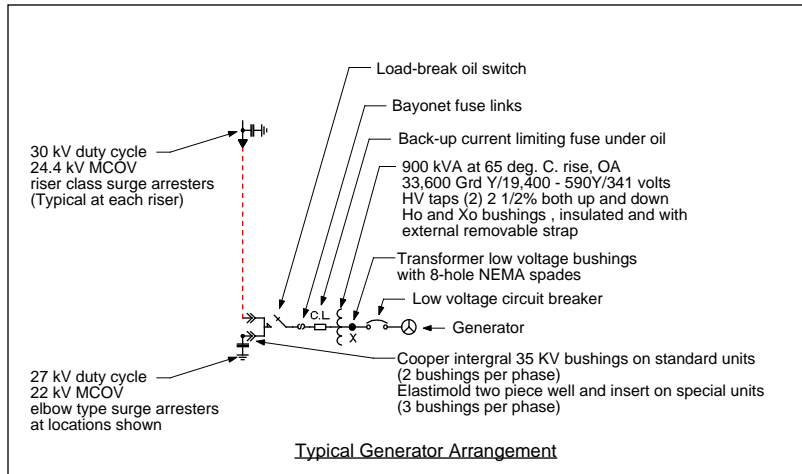 Load-break oil switch
Bayonet fuse links
Back-up current limiting fuse under oil
30 kV duty cycle
24.4 kV MCOV
riser class surge arresters
(Typical at each riser)
900 kVA at 65 deg. C. rise, OA
33,600 Grd Y/19,400 - 590Y/341 volts
HV taps (2) 2 1/2% both up and down
Ho and Xo bushings , insulated and with
external removable strap
Transformer low voltage bushings
with 8-hole NEMA spades
Low voltage circuit breaker
C.L.
X
Generator
27 kV duty cycle
22 kV MCOV
elbow type surge arresters
at locations shown
Cooper intergral 35 KV bushings on standard units
(2 bushings per phase)
Elastimold two piece well and insert on special units
(3 bushings per phase)
Typical Generator Arrangement